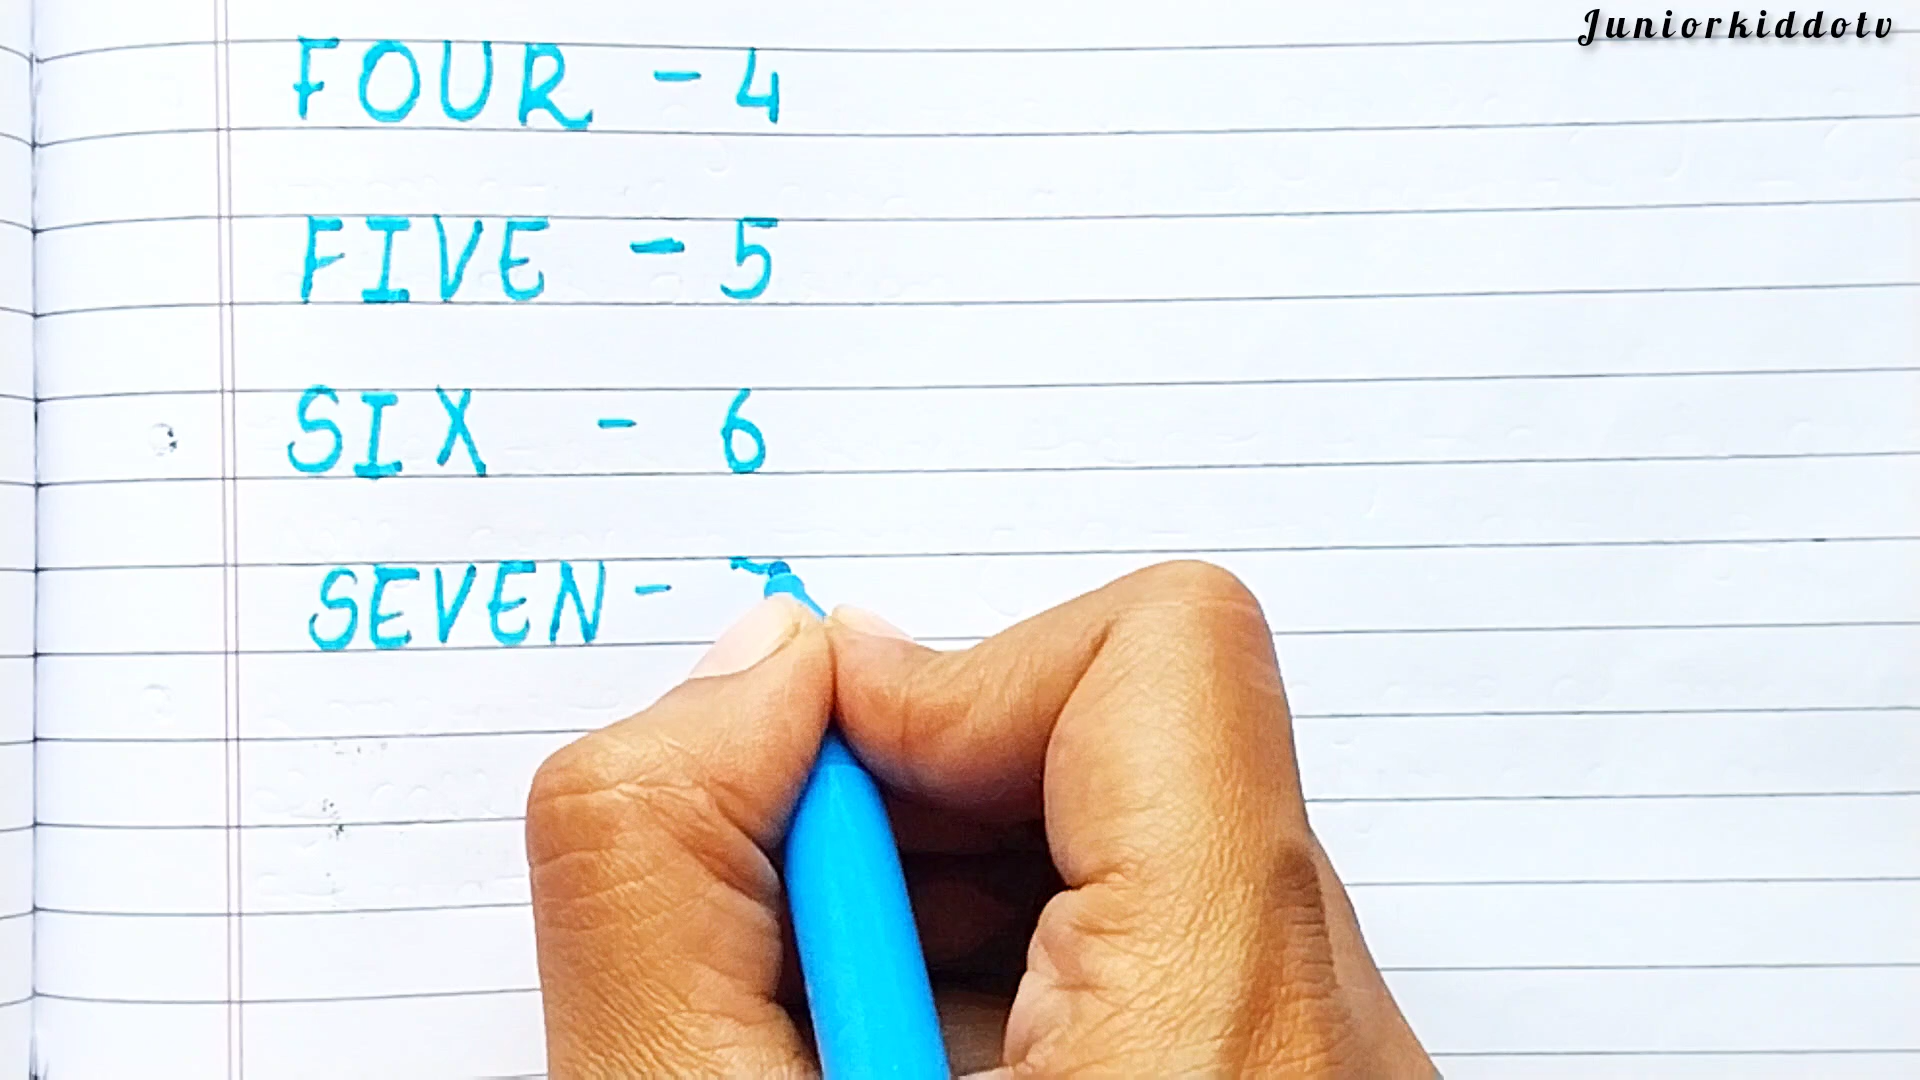 Juniorkiddotv
FOUR - 4
FIVE - 5
SIX - 6
SEVEN -